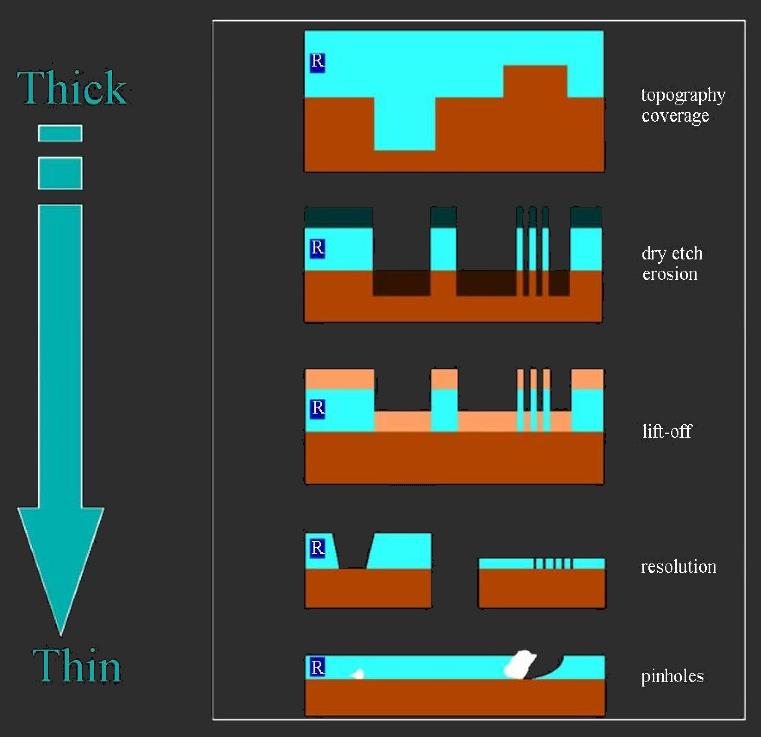 Thick
R
topography
coverage
R
dry etch
erosion
R
lift-off
R
resolution
Thin
R
pinholes